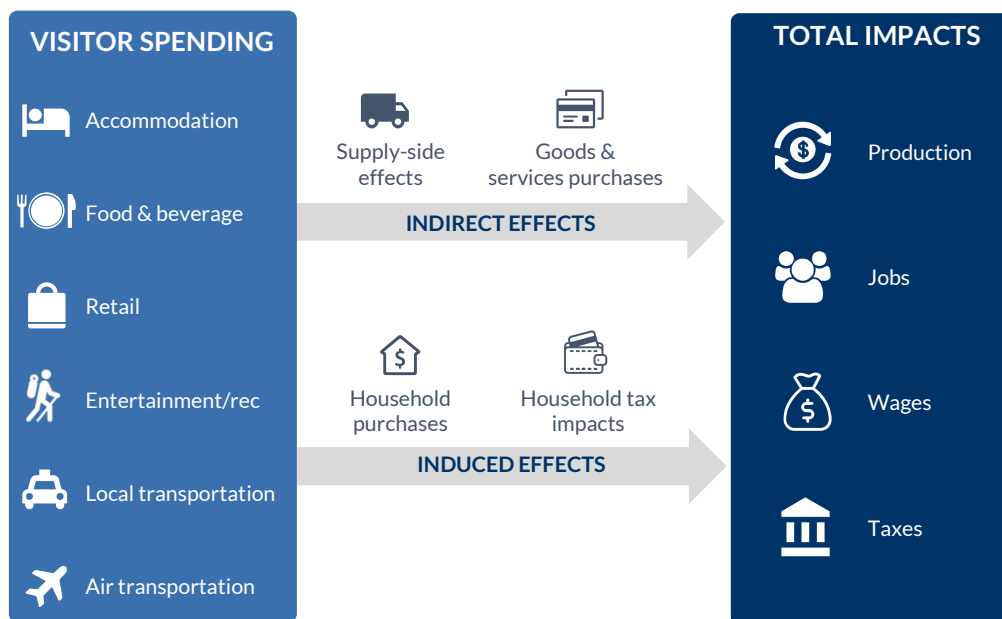 VISITOR SPENDING
Accommodation
Food & beverage
Retail
Entertainment/rec
Local transportation
Air transportation
Supply-side
effects
Goods &
services purchases
INDIRECT EFFECTS
Household
purchases
Household tax
impacts
INDUCED EFFECTS
TOTAL IMPACTS
Production
Jobs
Wages
Taxes